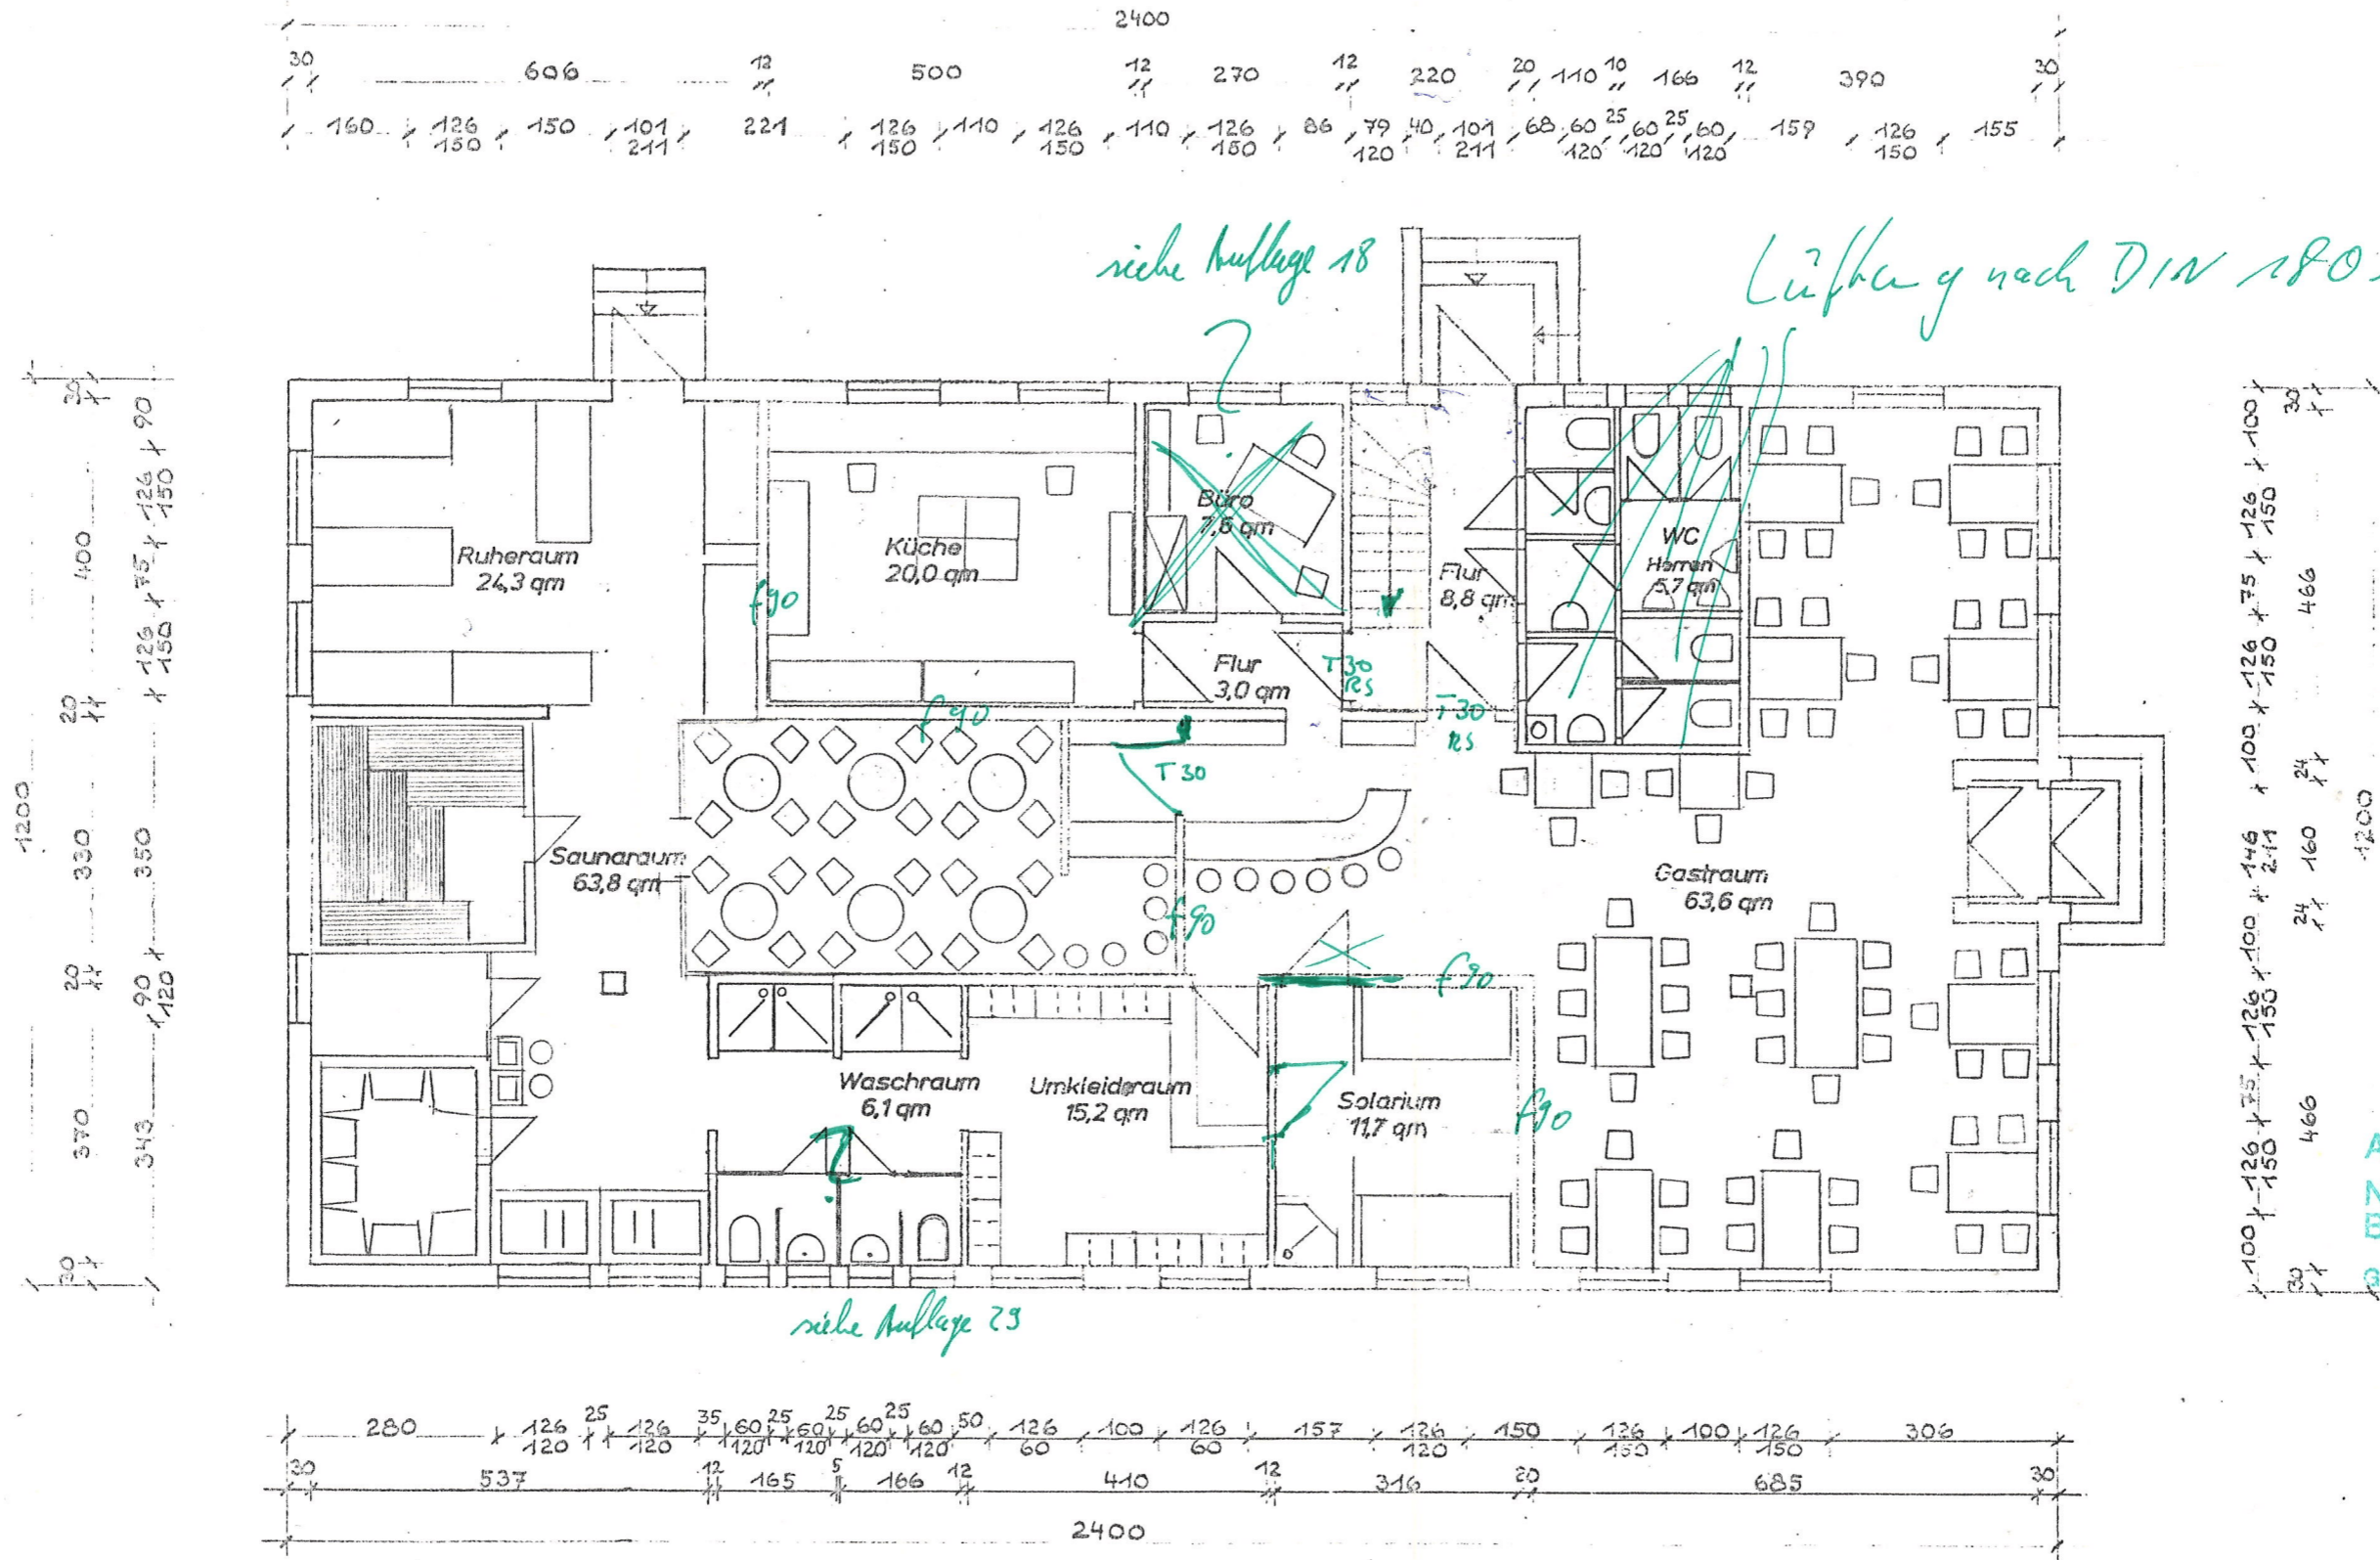 2400
30 606 12 500 12 270 12 220 20 110 10 166 12 390 30
160 126 150 101 221 126 110 126 110 126 86 79 40 101 68 60 25 60 25 60 159 126 155
150 211 150 150 150 120 211 120 120 120 150
siehe Auflage 18
Lüftung nach DIN
Büro
7,6 qm
Ruheraum
24,3 qm
Küche
20,0 qm
WC
Herren
5,7 qm
Flur
8,8 qm
f90
Flur
3,0 qm
T30
RS
T30
RS
f90
T30
Saunaraum
63,8 qm
Gastraum
63,6 qm
f90
f90
Waschraum
6,1 qm
Umkleideraum
15,2 qm
Solarium
11,7 qm
f90
siehe Auflage 29
1200
30 400 20 330 20 370 30
90 126 75 126 350 90 343
150 150 120
100 126 75 126 100 146 100 126 75 126 100
150 150 211 150 150
30 466 24 160 24 466 30
1200
280 126 25 126 35 60 25 60 25 60 25 60 50 126 100 126 157 126 150 126 100 126 306
120 120 120 120 120 120 60 60 120 150 150
30 537 12 165 5 166 12 410 12 316 20 685 30
2400